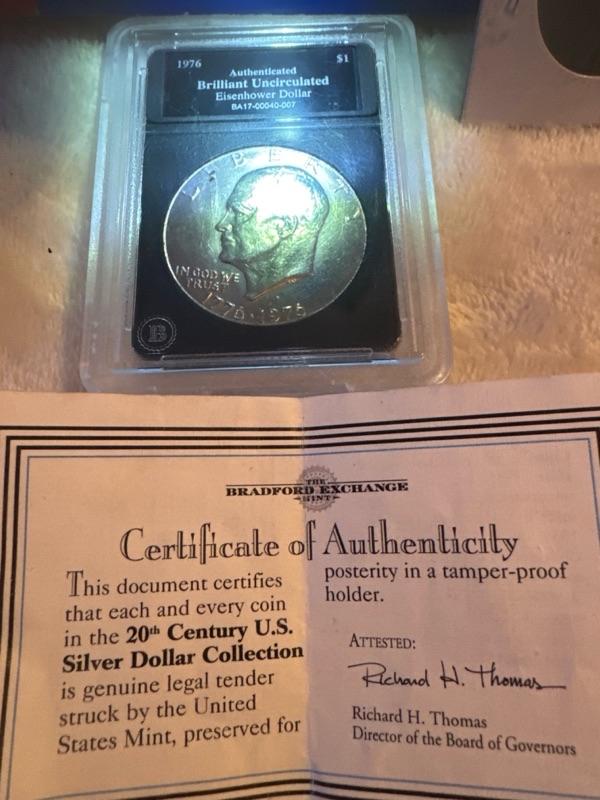 1976 $1
Authenticated
Brilliant Uncirculated
Eisenhower Dollar
BA17-00040-007
LIBERTY
IN GOD WE
TRUST
1776·1976
B
THE
BRADFORD EXCHANGE
MINT
Certificate of Authenticity
This document certifies
that each and every coin
in the 20th Century U.S.
Silver Dollar Collection
is genuine legal tender
struck by the United
States Mint, preserved for
posterity in a tamper-proof
holder.
ATTESTED:
Richard H. Thomas
Richard H. Thomas
Director of the Board of Governors